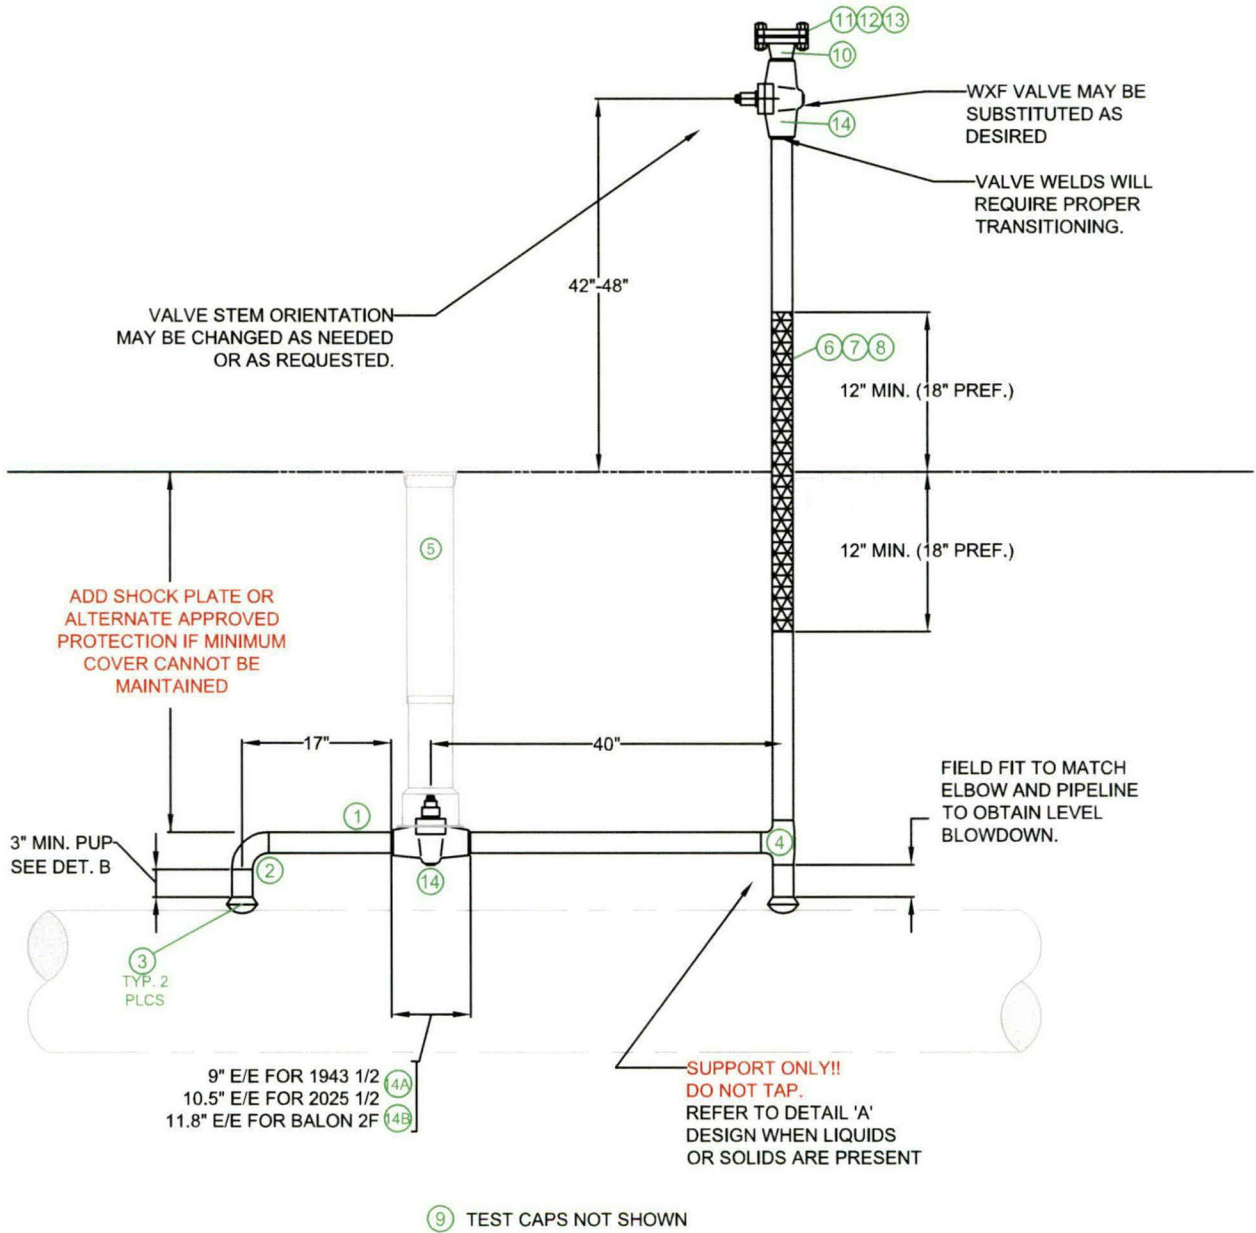 11 12 13
10
WXF VALVE MAY BE
SUBSTITUTED AS
DESIRED
14
VALVE WELDS WILL
REQUIRE PROPER
TRANSITIONING.
42"-48"
VALVE STEM ORIENTATION
MAY BE CHANGED AS NEEDED
OR AS REQUESTED.
6 7 8
12" MIN. (18" PREF.)
5
12" MIN. (18" PREF.)
ADD SHOCK PLATE OR
ALTERNATE APPROVED
PROTECTION IF MINIMUM
COVER CANNOT BE
MAINTAINED
17"
40"
FIELD FIT TO MATCH
ELBOW AND PIPELINE
TO OBTAIN LEVEL
BLOWDOWN.
1
3" MIN. PUP
SEE DET. B
2
4
14
3
TYP. 2
PLCS
9" E/E FOR 1943 1/2 14A
10.5" E/E FOR 2025 1/2
11.8" E/E FOR BALON 2F 14B
SUPPORT ONLY!!
DO NOT TAP.
REFER TO DETAIL 'A'
DESIGN WHEN LIQUIDS
OR SOLIDS ARE PRESENT
9 TEST CAPS NOT SHOWN